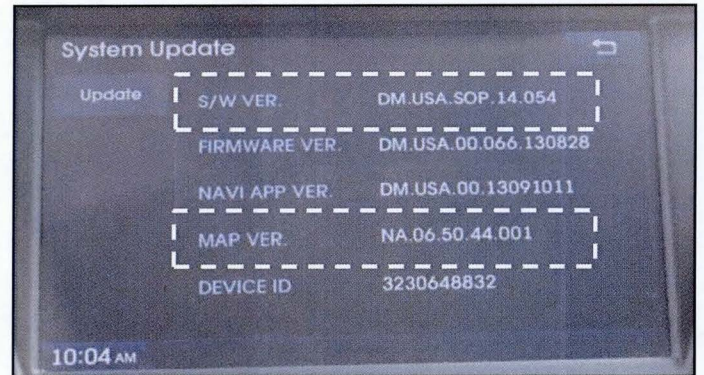 System Update
Update
S/W VER. DM.USA.SOP.14.054
FIRMWARE VER. DM.USA.00.066.130828
NAVI APP VER. DM.USA.00.13091011
MAP VER. NA.06.50.44.001
DEVICE ID 3230648832
10:04 AM